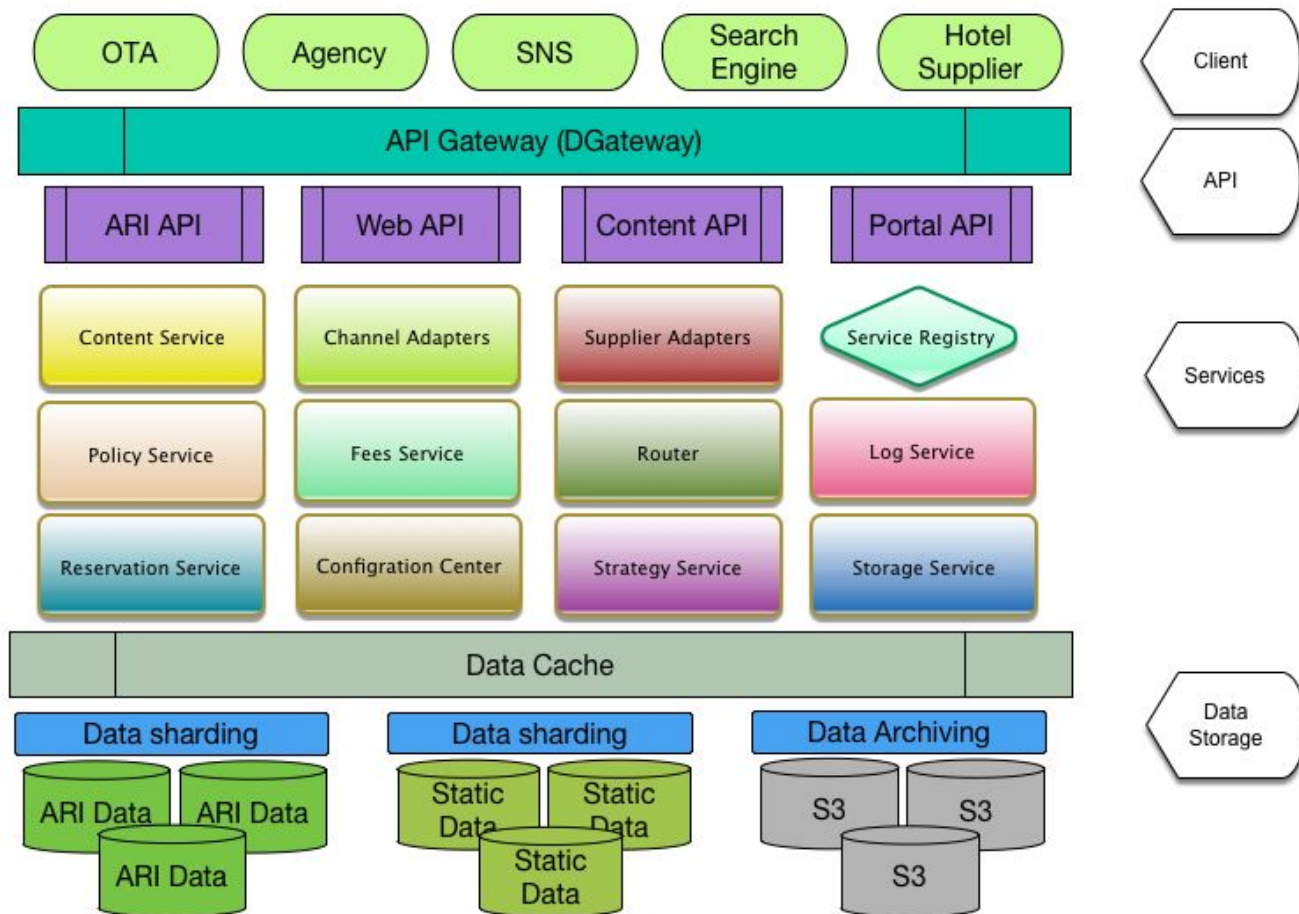 OTA
Agency
SNS
Search
Engine
Hotel
Supplier
Client
API Gateway (DGateway)
API
ARI API
Web API
Content API
Portal API
Content Service
Channel Adapters
Supplier Adapters
Service Registry
Services
Policy Service
Fees Service
Router
Log Service
Reservation Service
Configration Center
Strategy Service
Storage Service
Data Cache
Data
Storage
Data sharding
Data sharding
Data Archiving
ARI Data
ARI Data
ARI Data
Static
Data
Static
Data
Static
Data
S3
S3
S3